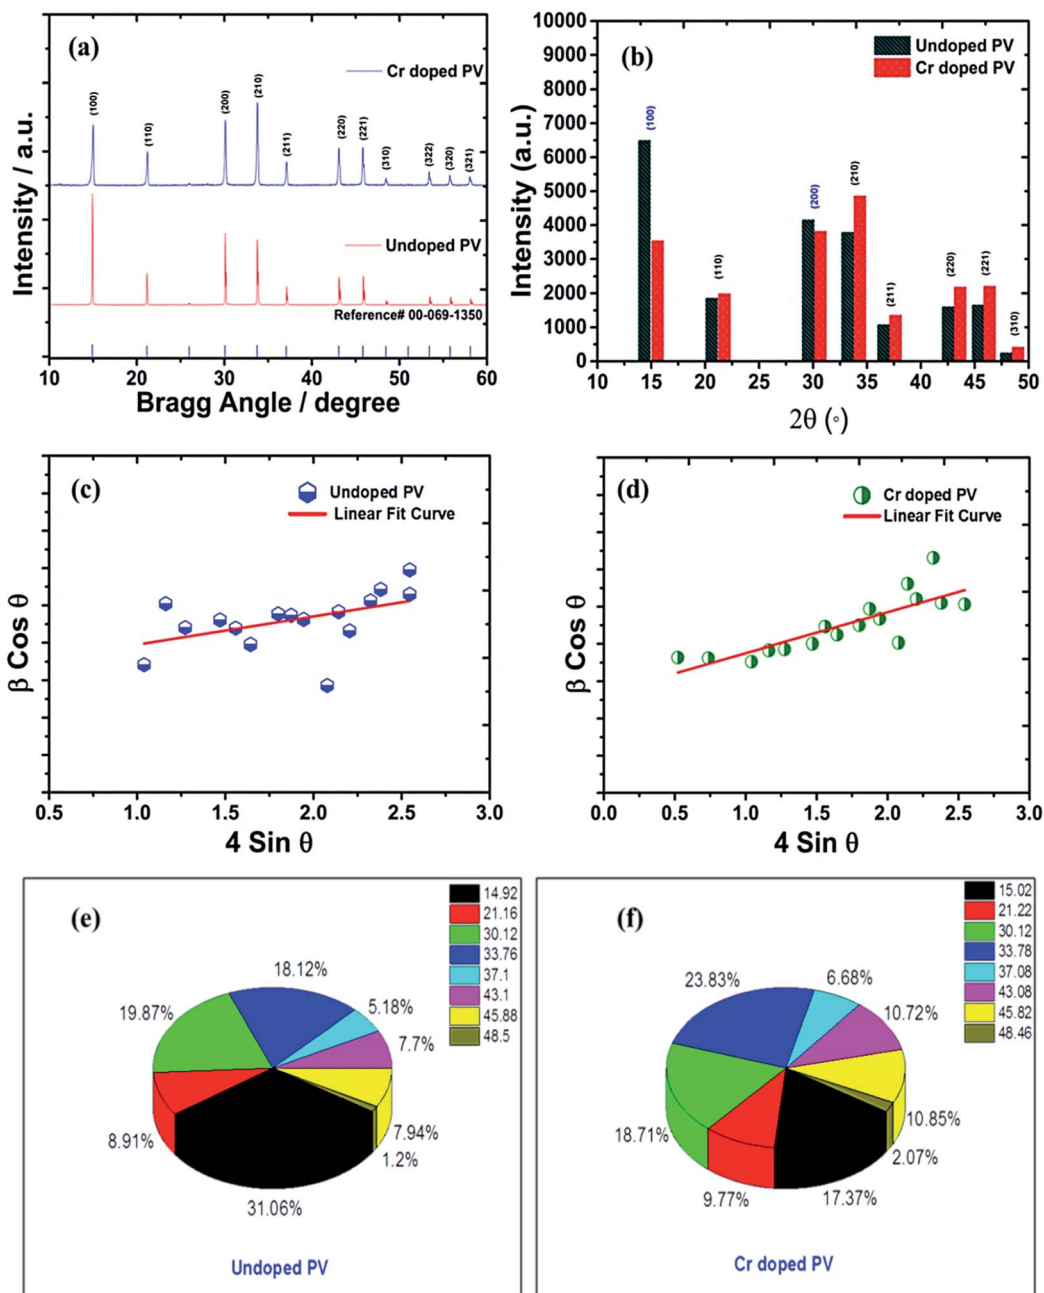 (a)
Cr doped PV
(100)
(110)
(200)
(210)
(211)
(220)
(221)
(310)
(322)
(320)
(321)
Undoped PV
Reference# 00-069-1350
Intensity / a.u.
10 20 30 40 50 60
Bragg Angle / degree
(b)
Undoped PV
Cr doped PV
10000
9000
8000
7000
6000
5000
4000
3000
2000
1000
0
Intensity (a.u.)
(100)
(110)
(200)
(210)
(211)
(220)
(221)
(310)
10 15 20 25 30 35 40 45 50
2θ (◦)
(c)
Undoped PV
Linear Fit Curve
β Cos θ
0.5 1.0 1.5 2.0 2.5 3.0
4 Sin θ
(d)
Cr doped PV
Linear Fit Curve
β Cos θ
0.0 0.5 1.0 1.5 2.0 2.5 3.0
4 Sin θ
(e)
14.92
21.16
30.12
33.76
37.1
43.1
45.88
48.5
18.12%
5.18%
19.87%
7.7%
8.91%
7.94%
1.2%
31.06%
Undoped PV
(f)
15.02
21.22
30.12
33.78
37.08
43.08
45.82
48.46
23.83%
6.68%
10.72%
18.71%
10.85%
2.07%
9.77%
17.37%
Cr doped PV